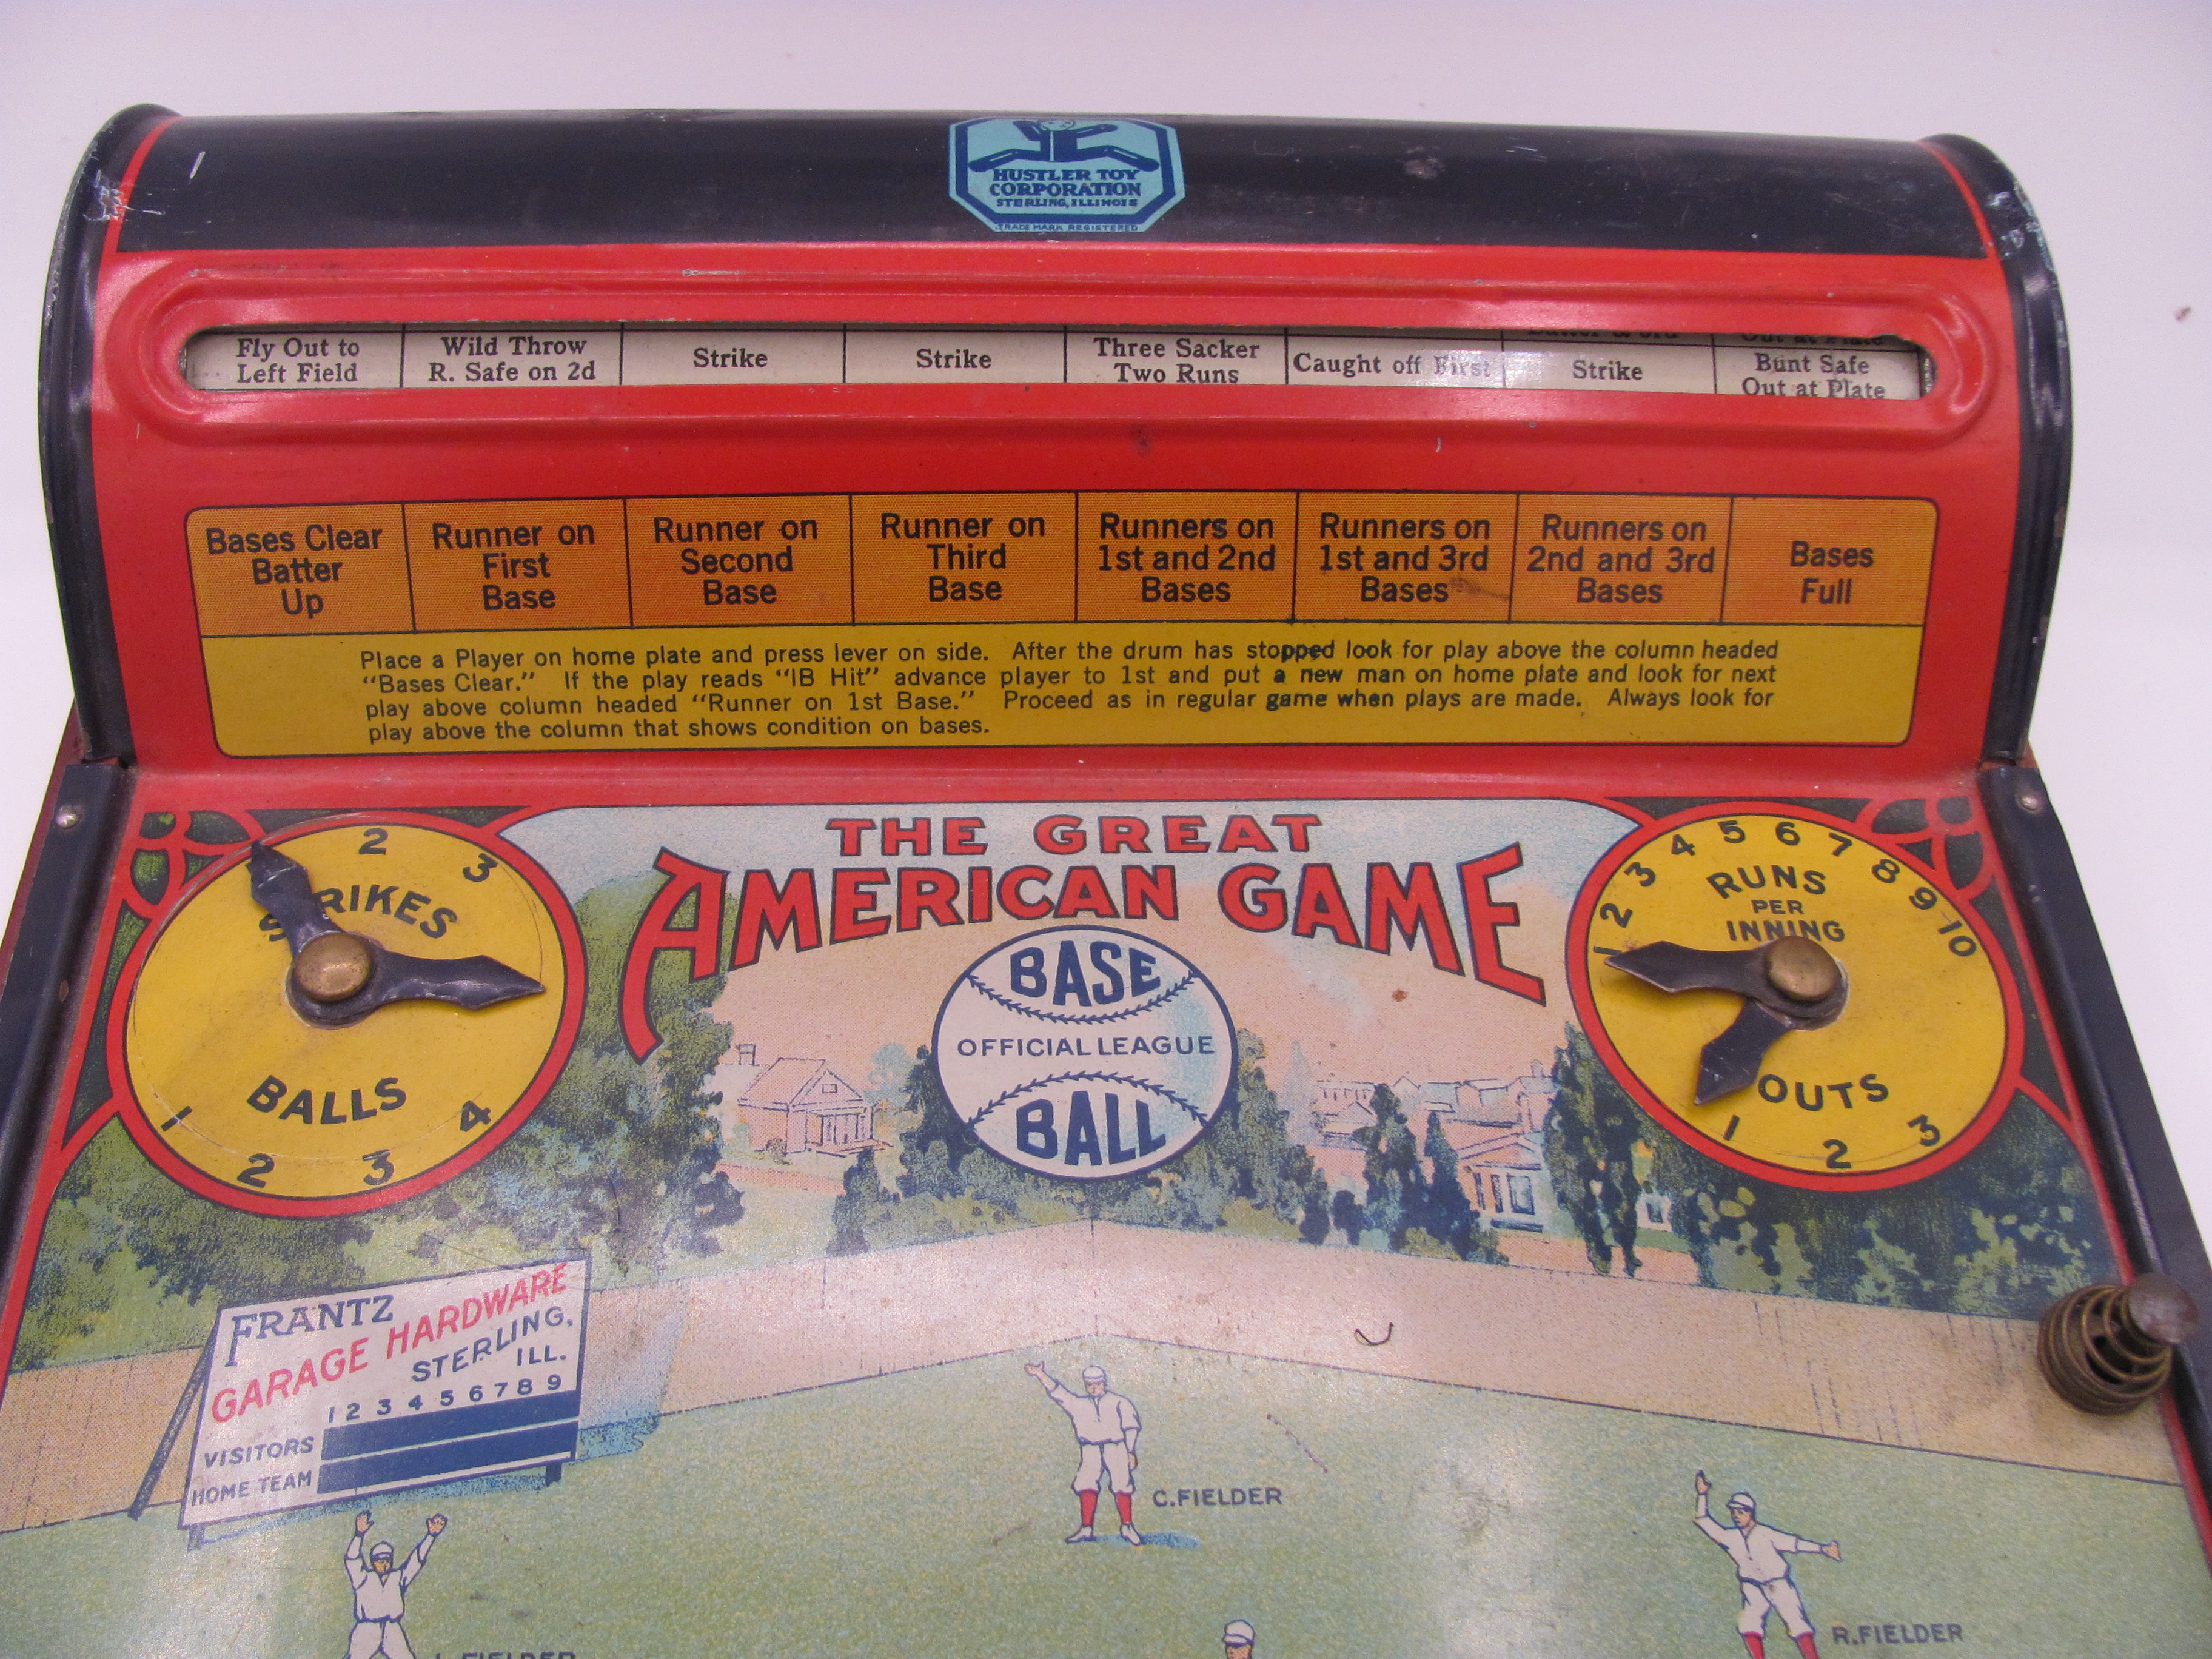 HUSTLER TOY
CORPORATION
STERLING, ILLINOIS
TRADE MARK REGISTERED
Fly Out to
Left Field
Wild Throw
R. Safe on 2d
Strike
Strike
Three Sacker
Two Runs
Caught off First
Strike
Out at Plate
Bunt Safe
Out at Plate
Bases Clear
Batter
Up
Runner on
First
Base
Runner on
Second
Base
Runner on
Third
Base
Runners on
1st and 2nd
Bases
Runners on
1st and 3rd
Bases
Runners on
2nd and 3rd
Bases
Bases
Full
Place a Player on home plate and press lever on side. After the drum has stopped look for play above the column headed
"Bases Clear." If the play reads "1B Hit" advance player to 1st and put a new man on home plate and look for next
play above column headed "Runner on 1st Base." Proceed as in regular game when plays are made. Always look for
play above the column that shows condition on bases.
2 3
STRIKES
BALLS
1 2 3 4
THE GREAT
AMERICAN GAME
BASE
OFFICIAL LEAGUE
BALL
1 2 3 4 5 6 7 8 9 10
RUNS
PER
INNING
OUTS
1 2 3
FRANTZ
GARAGE HARDWARE
STERLING,
ILL.
1 2 3 4 5 6 7 8 9
VISITORS
HOME TEAM
C. FIELDER
R. FIELDER
L. FIELDER